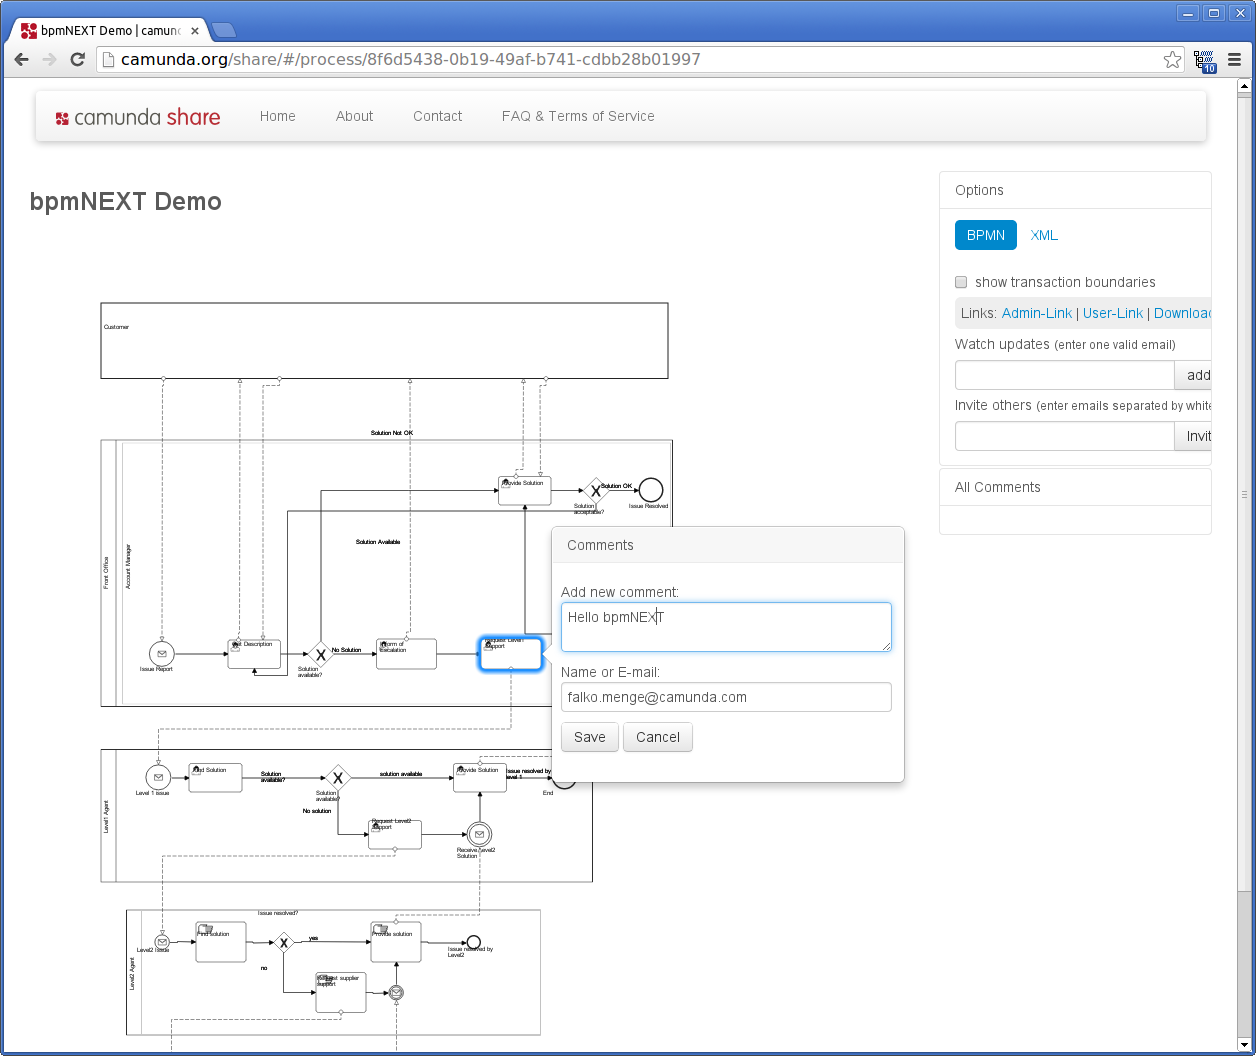 bpmNEXT Demo | camun
camunda.org/share/#/process/8f6d5438-0b19-49af-b741-cdbb28b01997
10
camunda share
Home
About
Contact
FAQ & Terms of Service
bpmNEXT Demo
Options
BPMN
XML
show transaction boundaries
Links: Admin-Link | User-Link | Download
Watch updates (enter one valid email)
add
Invite others (enter emails separated by white
Invit
All Comments
Customer
Solution Not OK
Front Office
Account Manager
Provide Solution
Solution OK
Solution
acceptable?
Issue Resolved
Solution Available
Issue Report
Description
No Solution
Solution
available?
Inform of
Escalation
Request Level1
support
Comments
Add new comment:
Hello bpmNEXT
Name or E-mail:
falko.menge@camunda.com
Save
Cancel
Level1 Agent
Level 1 issue
Find Solution
Solution
available?
Solution
available?
solution available
Provide Solution
Issue resolved by
level 1
End
No solution
Request Level2
support
Receive Level2
Solution
Level2 Agent
Issue resolved?
Level2 Issue
Find solution
yes
Provide solution
Issue resolved by
Level2
no
Request supplier
support